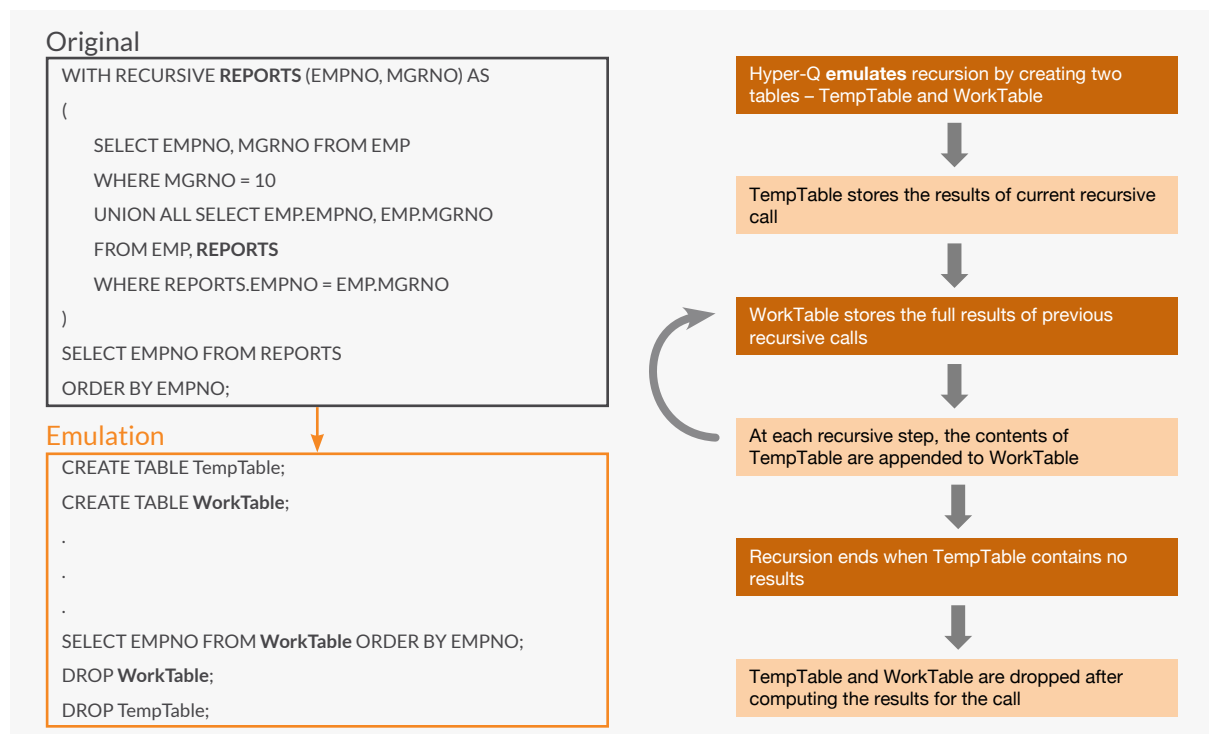 Original
WITH RECURSIVE REPORTS (EMPNO, MGRNO) AS
(
SELECT EMPNO, MGRNO FROM EMP
WHERE MGRNO = 10
UNION ALL SELECT EMP.EMPNO, EMP.MGRNO
FROM EMP, REPORTS
WHERE REPORTS.EMPNO = EMP.MGRNO
)
SELECT EMPNO FROM REPORTS
ORDER BY EMPNO;
Emulation
CREATE TABLE TempTable;
CREATE TABLE WorkTable;
.
.
.
SELECT EMPNO FROM WorkTable ORDER BY EMPNO;
DROP WorkTable;
DROP TempTable;
Hyper-Q emulates recursion by creating two
tables – TempTable and WorkTable
TempTable stores the results of current recursive
call
WorkTable stores the full results of previous
recursive calls
At each recursive step, the contents of
TempTable are appended to WorkTable
Recursion ends when TempTable contains no
results
TempTable and WorkTable are dropped after
computing the results for the call